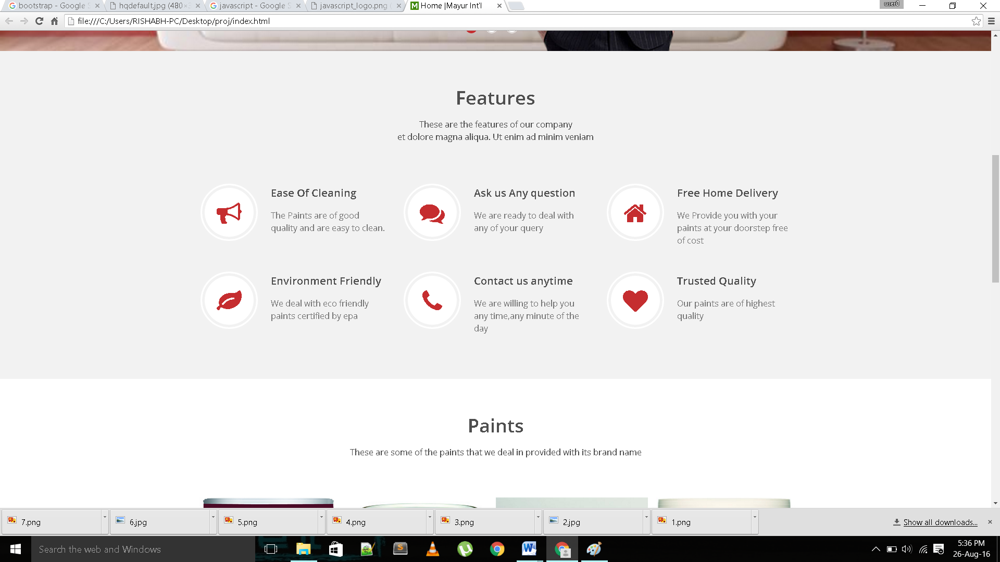 bootstrap - Google S
hqdefault.jpg (480×3
javascript - Google S
javascript_logo.png (
M Home |Mayur Int'l
user0
file:///C:/Users/RISHABH-PC/Desktop/proj/index.html
Features
These are the features of our company
et dolore magna aliqua. Ut enim ad minim veniam
Ease Of Cleaning
The Paints are of good
quality and are easy to clean.
Ask us Any question
We are ready to deal with
any of your query
Free Home Delivery
We Provide you with your
paints at your doorstep free
of cost
Environment Friendly
We deal with eco friendly
paints certified by epa
Contact us anytime
We are willing to help you
any time,any minute of the
day
Trusted Quality
Our paints are of highest
quality
Paints
These are some of the paints that we deal in provided with its brand name
7.png
6.jpg
5.png
4.png
3.png
2.jpg
1.png
Show all downloads...
Search the web and Windows
5:36 PM
26-Aug-16